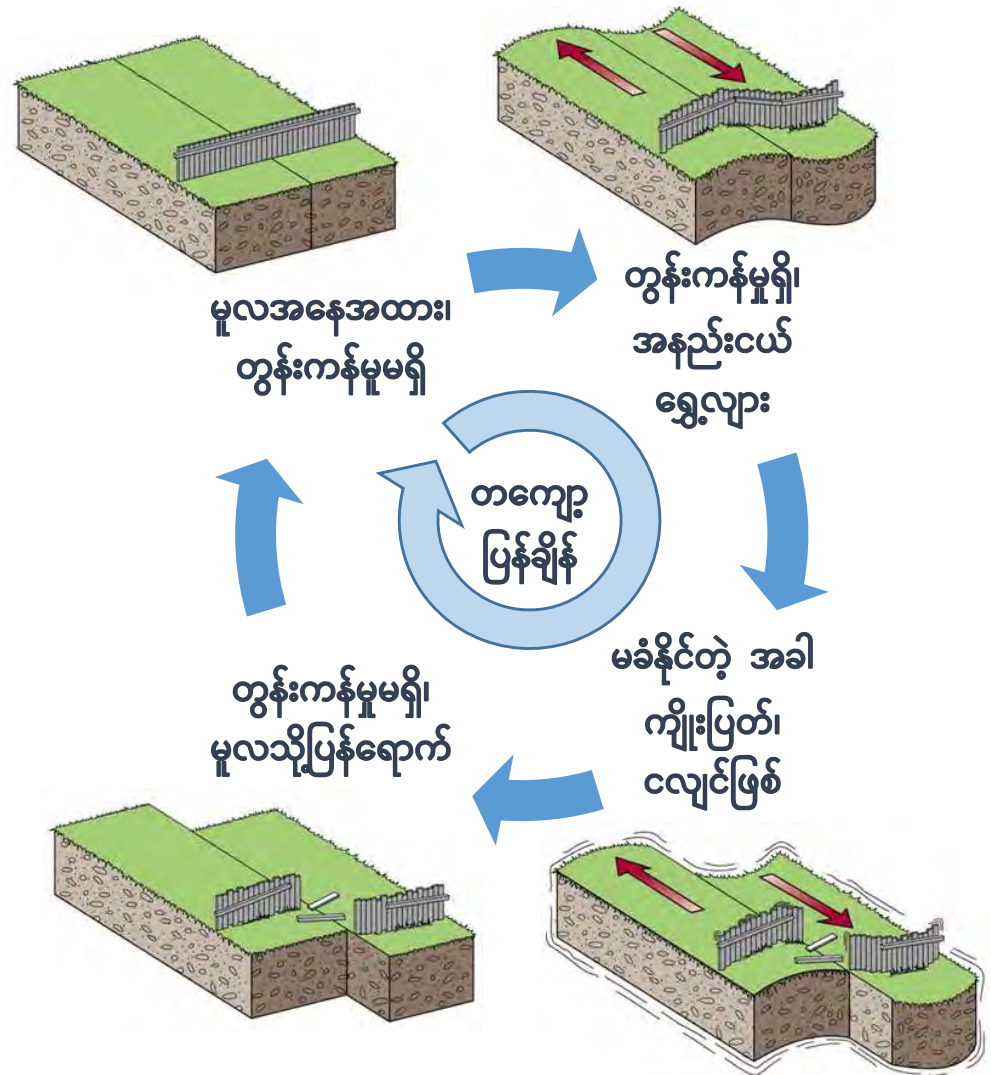 မူလအနေအထား၊
တွန်းကန်မူမရှိ
တွန်းကန်မှုရှိ၊
အနည်းငယ်
ရွှေ့လျား
မခံနိုင်တဲ့ အခါ
ကျိုးပြတ်၊
ငလျင်ဖြစ်
တွန်းကန်မှုမရှိ၊
မူလသို့ပြန်ရောက်
တကျော့
ပြန်ချိန်